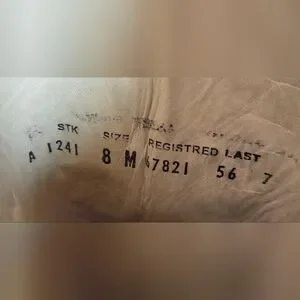 STK SIZE REGISTRED LAST
A 1241 8 M 47821 56 7